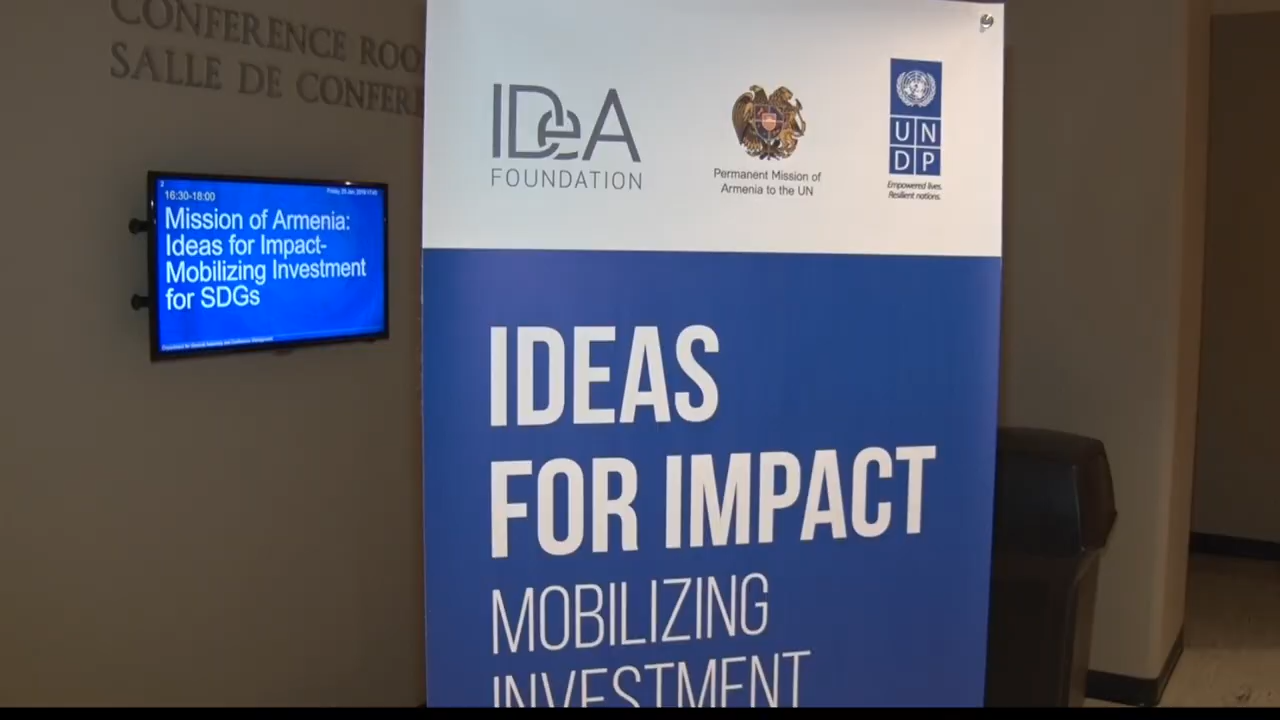 CONFERENCE ROO
SALLE DE CONFER
2
16:30-18:00
Mission of Armenia:
Ideas for Impact-
Mobilizing Investment
for SDGs
IDeA
FOUNDATION
Permanent Mission of
Armenia to the UN
UN
DP
Empowered lives.
Resilient nations.
IDEAS
FOR IMPACT
MOBILIZING
INVESTMENT